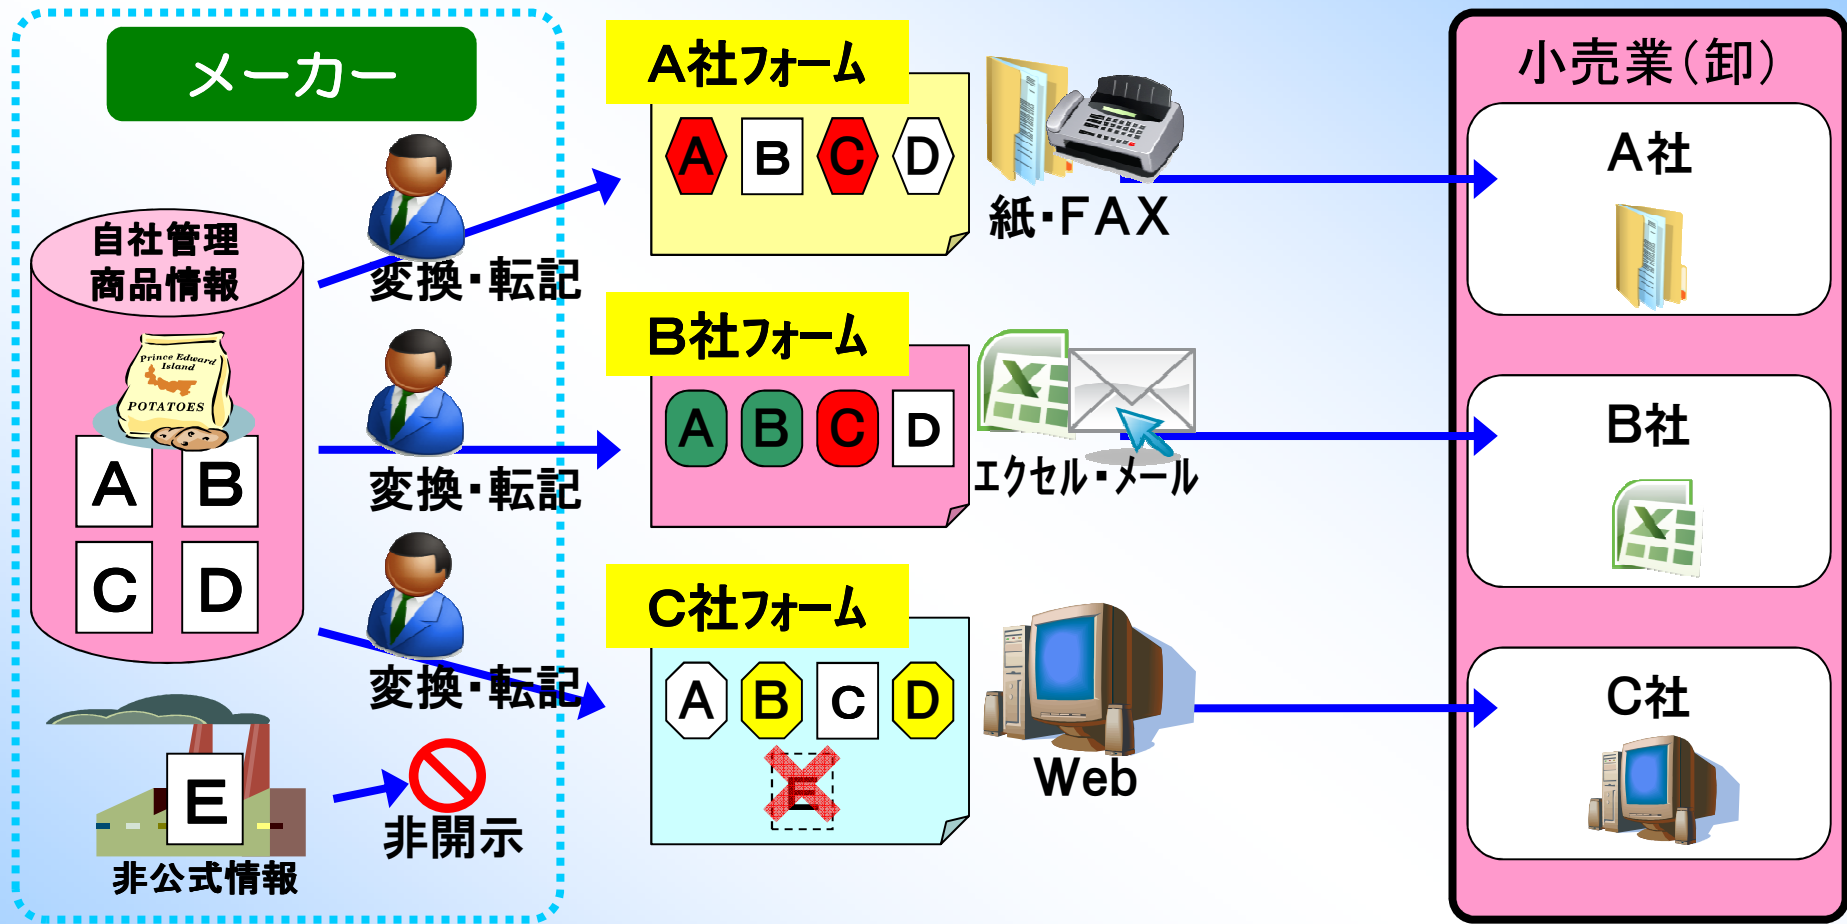 メーカー
自社管理
商品情報
Prince Edward
Island
POTATOES
A
B
C
D
E
非公式情報
変換・転記
変換・転記
変換・転記
非開示
A社フォーム
A
B
C
D
紙・FAX
B社フォーム
A
B
C
D
エクセル・メール
C社フォーム
A
B
C
D
E
Web
小売業(卸)
A社
B社
C社